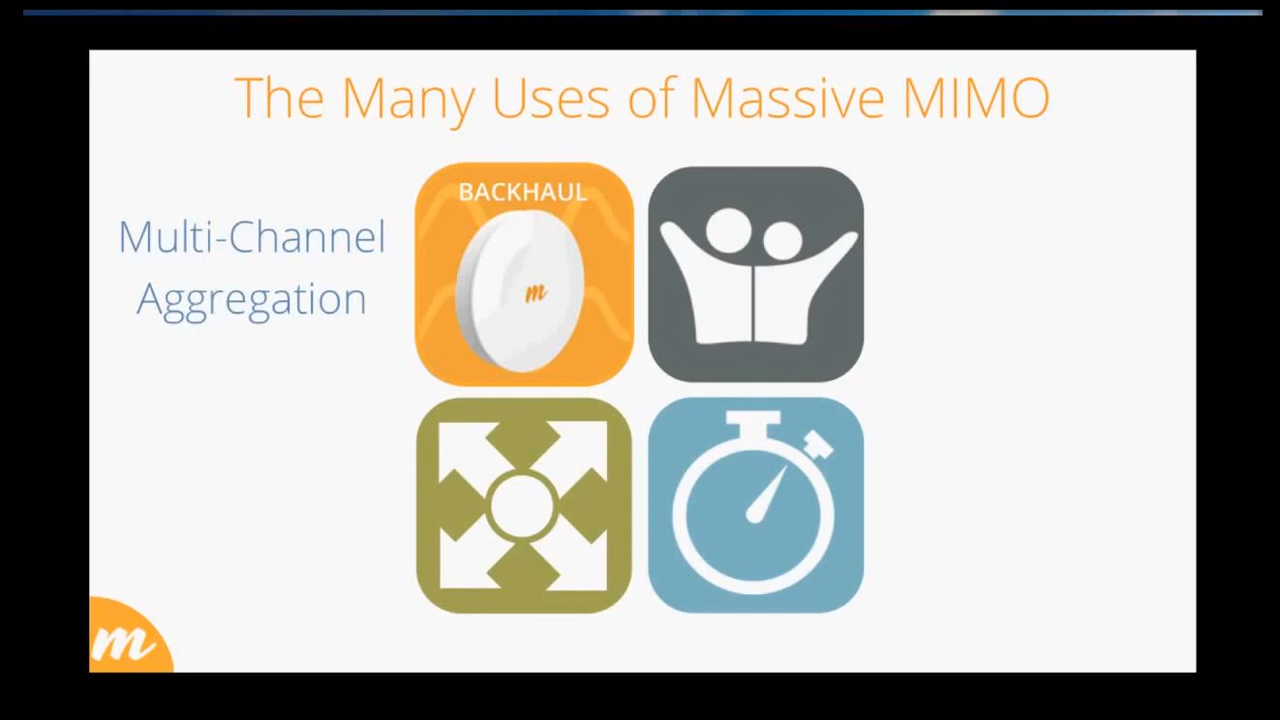 The Many Uses of Massive MIMO
Multi-Channel
Aggregation
BACKHAUL
m
m